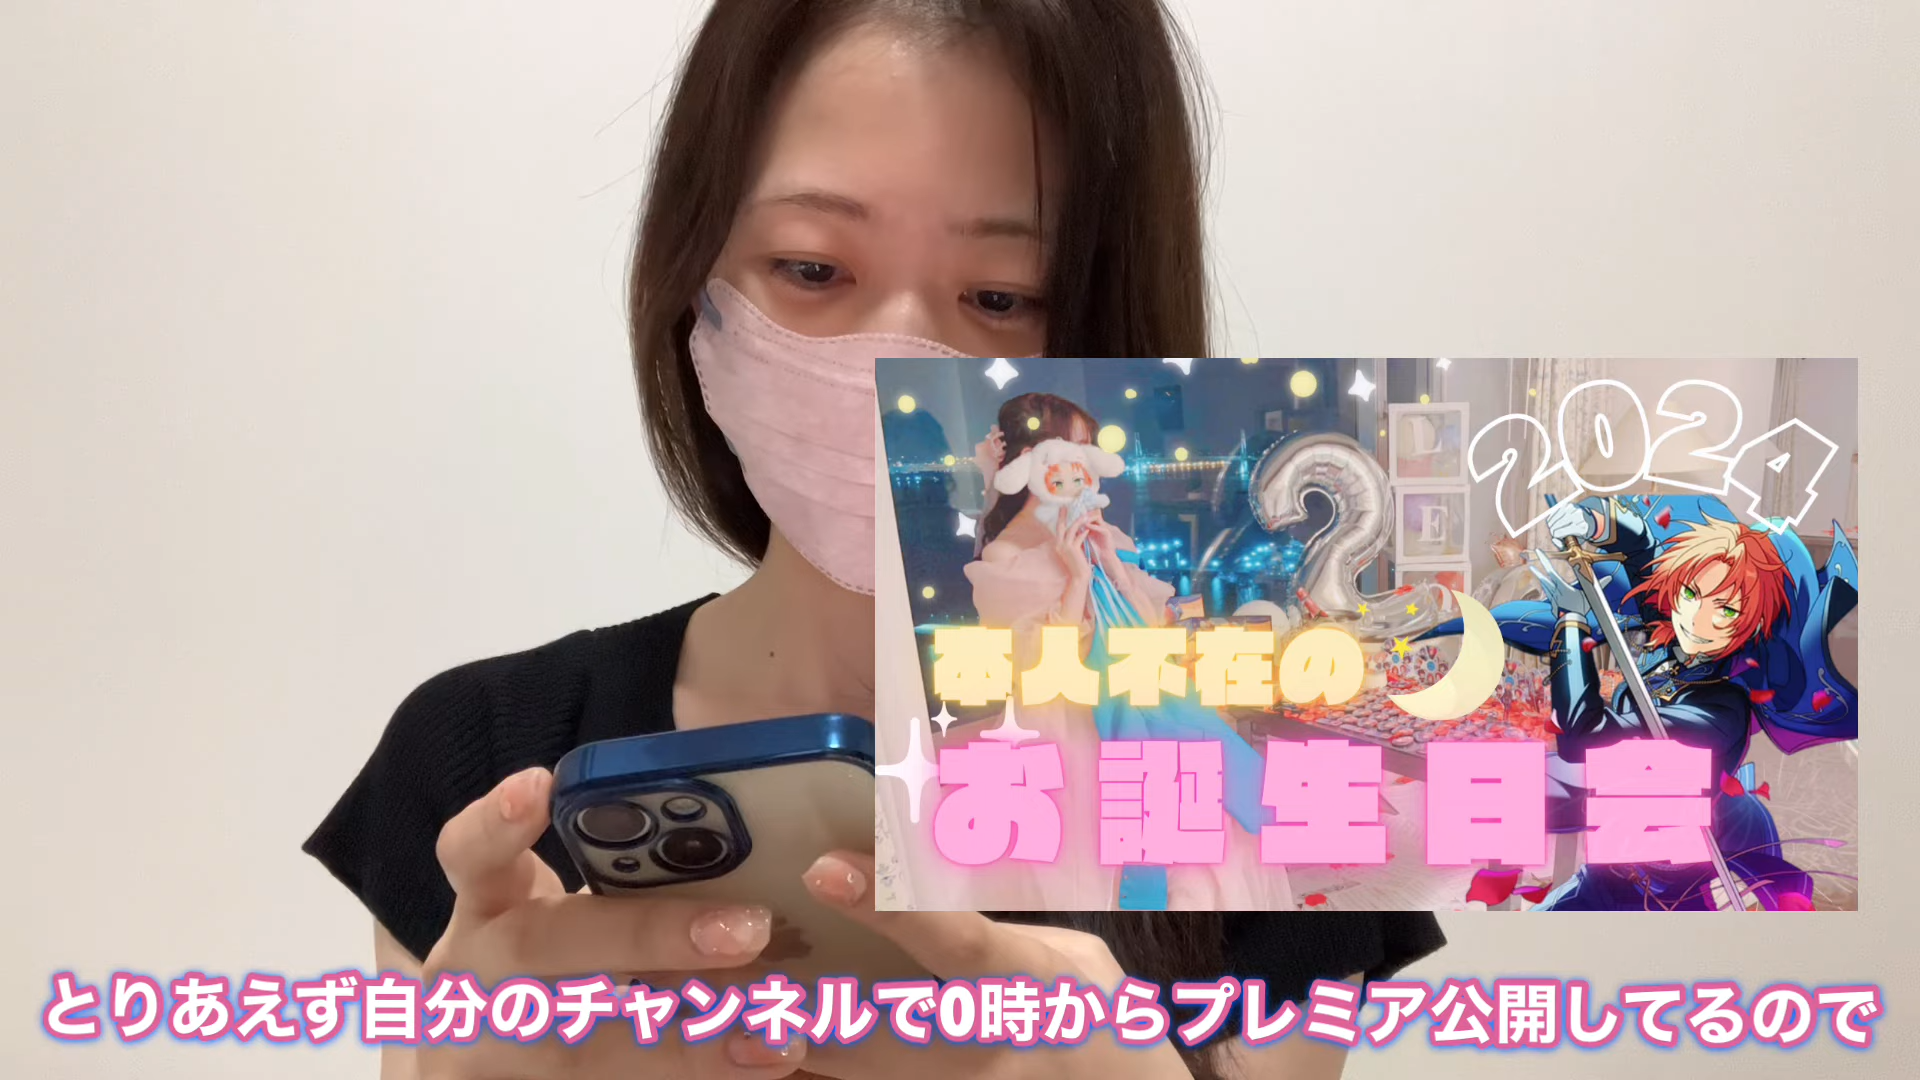 2024
2
L
E
本人不在の
お誕生日会
とりあえず自分のチャンネルで0時からプレミア公開してるので